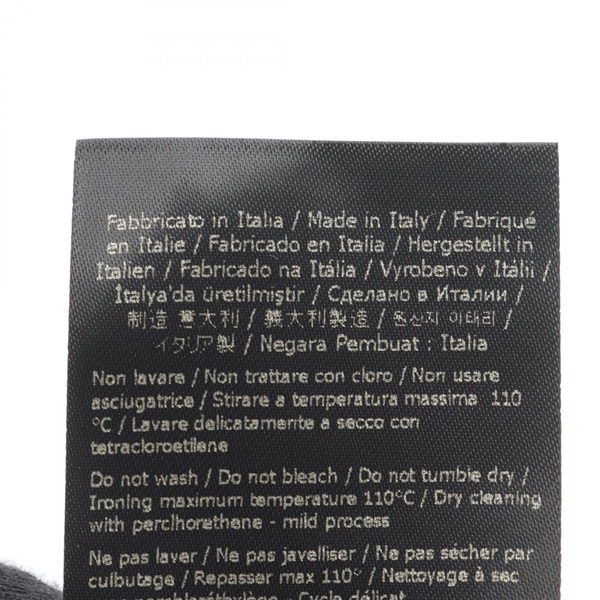 Fabbricato in Italia / Made in Italy / Fabriqué
en Italie / Fabricado en Italia / Hergestellt in
Italien / Fabricado na Itália / Vyrobeno v Itálii /
İtalya'da üretilmiştir / Сделано в Италии /
制造 意大利 / 義大利製造 / 원산지 이태리 /
イタリア製 / Negara Pembuat : Italia
Non lavare / Non trattare con cloro / Non usare
asciugatrice / Stirare a temperatura massima 110
°C / Lavare delicatamente a secco con
tetracloroetilene
Do not wash / Do not bleach / Do not tumble dry /
Ironing maximum temperature 110°C / Dry cleaning
with perclhorethene - mild process
Ne pas laver / Ne pas javelliser / Ne pas sécher par
culbutage / Repasser max 110° / Nettoyage à sec
- Cycle délicat